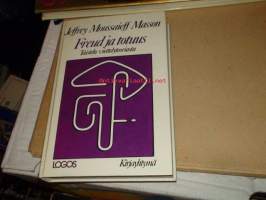 Jeffrey Moussaieff Masson
Freud ja totuus
LOGOS
Kirjayhtymä